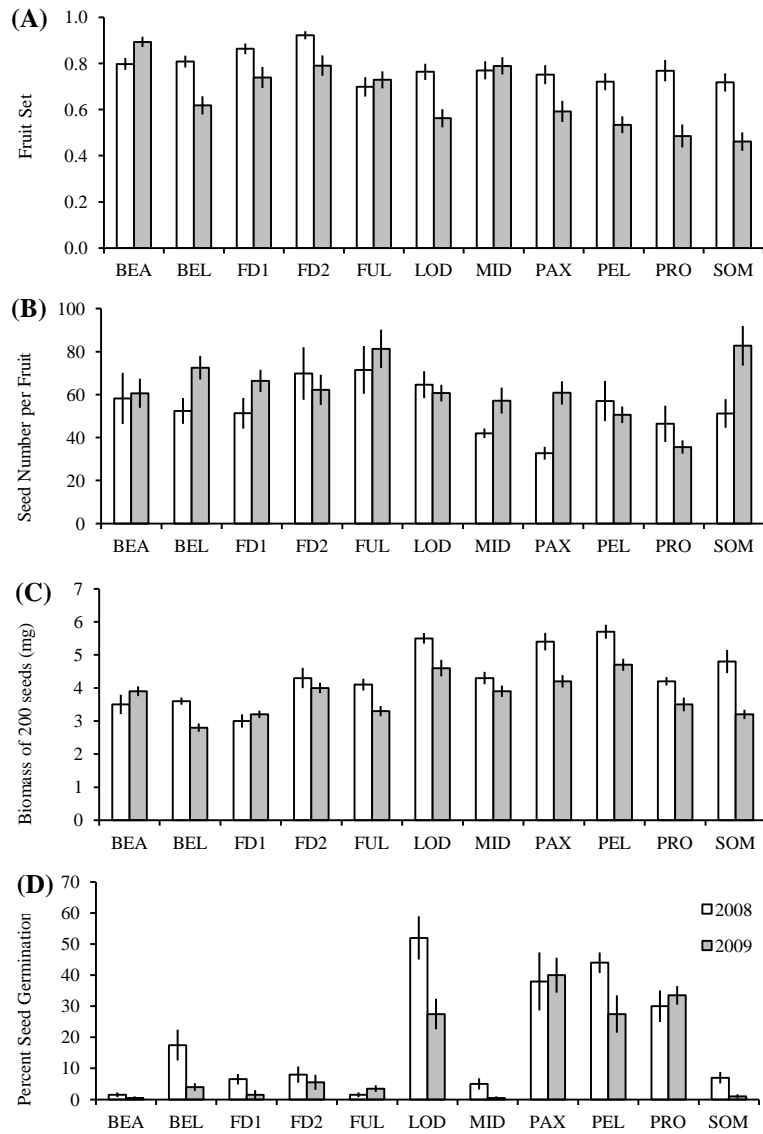 (A)
Fruit Set
1.0
0.8
0.6
0.4
0.2
0.0
BEA BEL FD1 FD2 FUL LOD MID PAX PEL PRO SOM
(B)
Seed Number per Fruit
100
80
60
40
20
0
BEA BEL FD1 FD2 FUL LOD MID PAX PEL PRO SOM
(C)
Biomass of 200 seeds (mg)
7
6
5
4
3
2
1
0
BEA BEL FD1 FD2 FUL LOD MID PAX PEL PRO SOM
(D)
Percent Seed Germination
70
60
50
40
30
20
10
0
2008
2009
BEA BEL FD1 FD2 FUL LOD MID PAX PEL PRO SOM